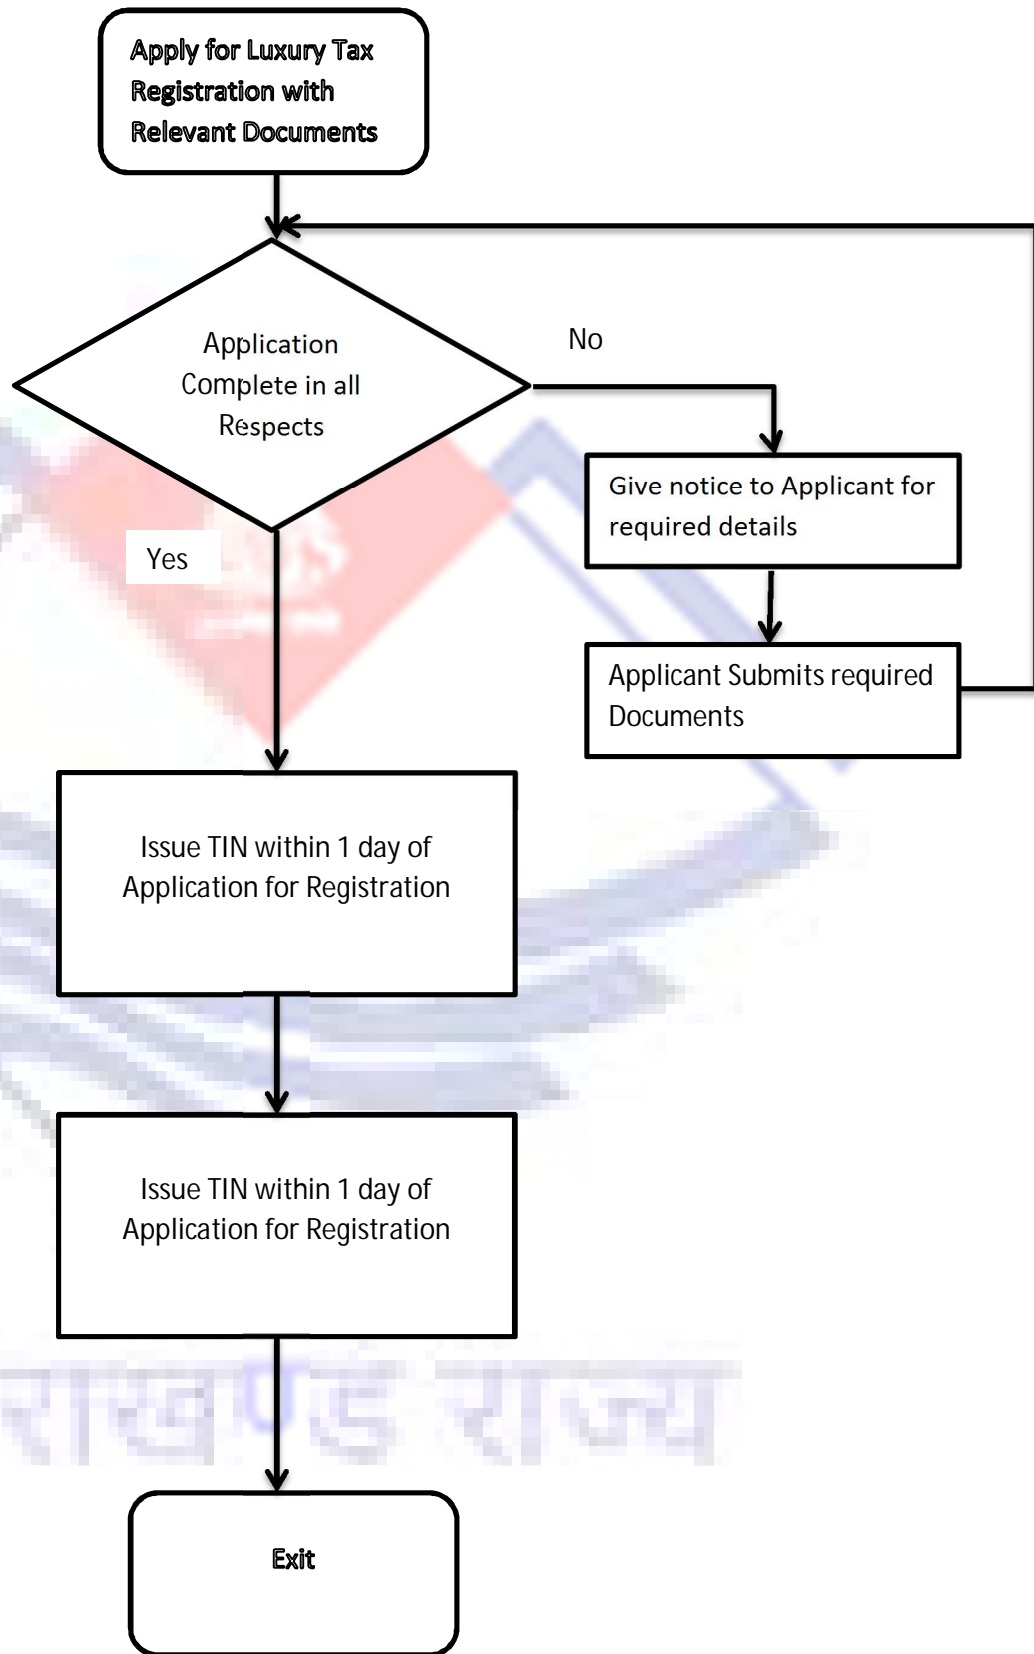 Apply for Luxury Tax
Registration with
Relevant Documents
Application
Complete in all
Respects
No
Give notice to Applicant for
required details
Applicant Submits required
Documents
Yes
Issue TIN within 1 day of
Application for Registration
Issue TIN within 1 day of
Application for Registration
राखण्ड राज्य
Exit